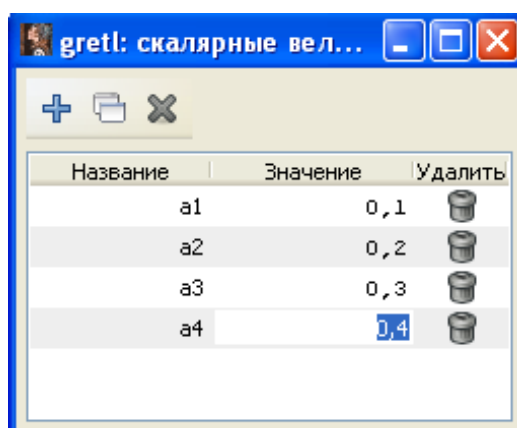 gretl: скалярные вел...
Название Значение Удалить
a1 0,1
a2 0,2
a3 0,3
a4 0,4